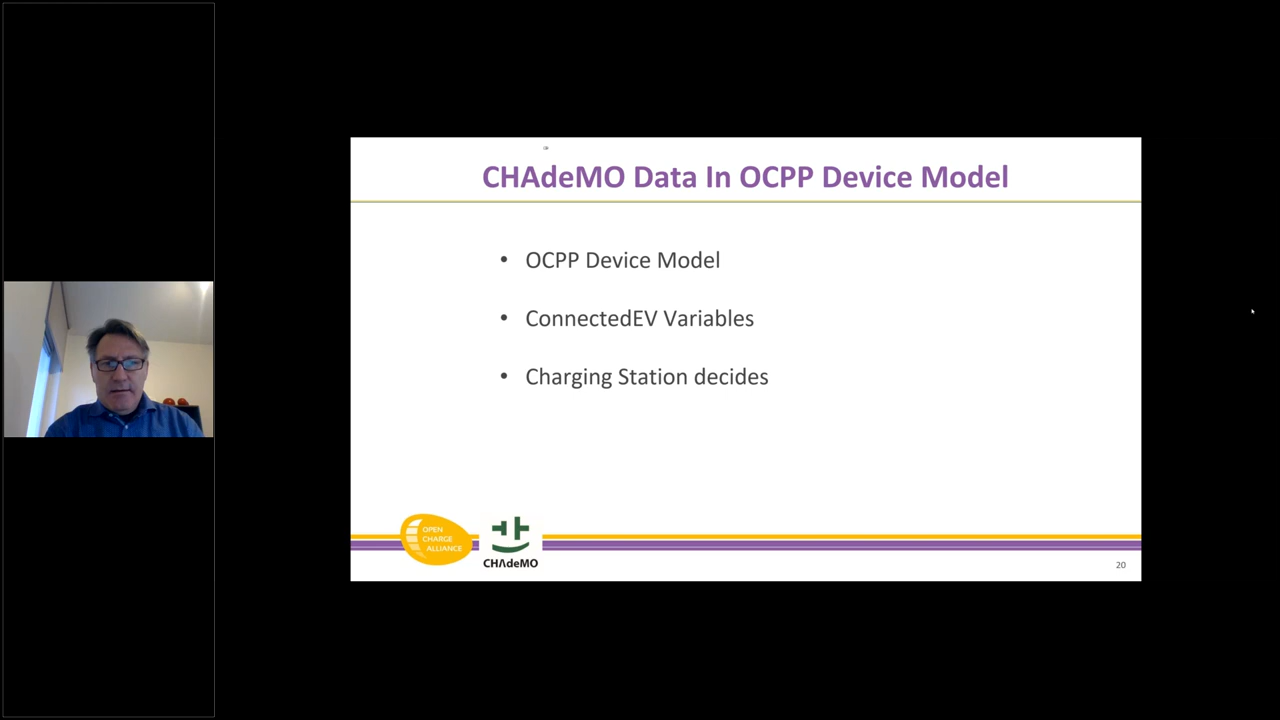 CHAdeMO Data In OCPP Device Model
• OCPP Device Model
• ConnectedEV Variables
• Charging Station decides
OPEN
CHARGE
ALLIANCE
CHΛdeMO
20